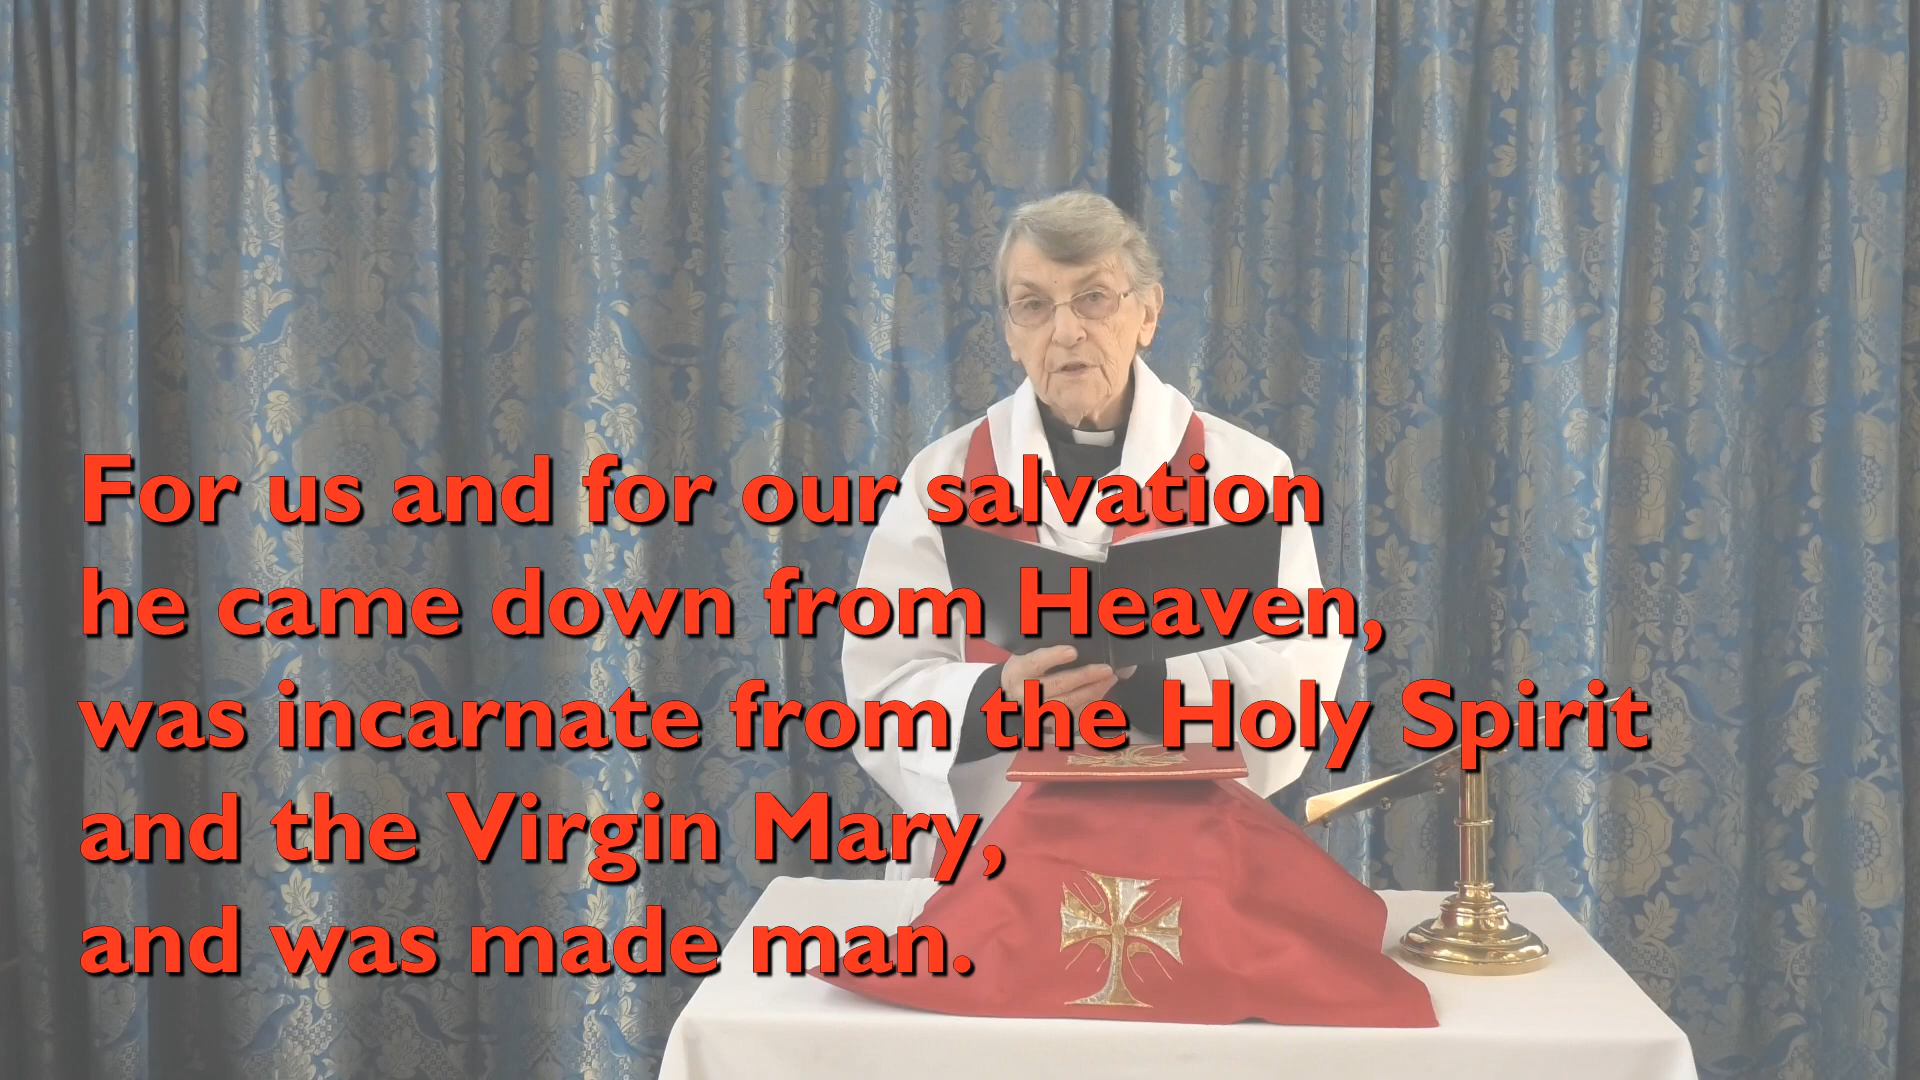 For us and for our salvation
he came down from Heaven,
was incarnate from the Holy Spirit
and the Virgin Mary,
and was made man.